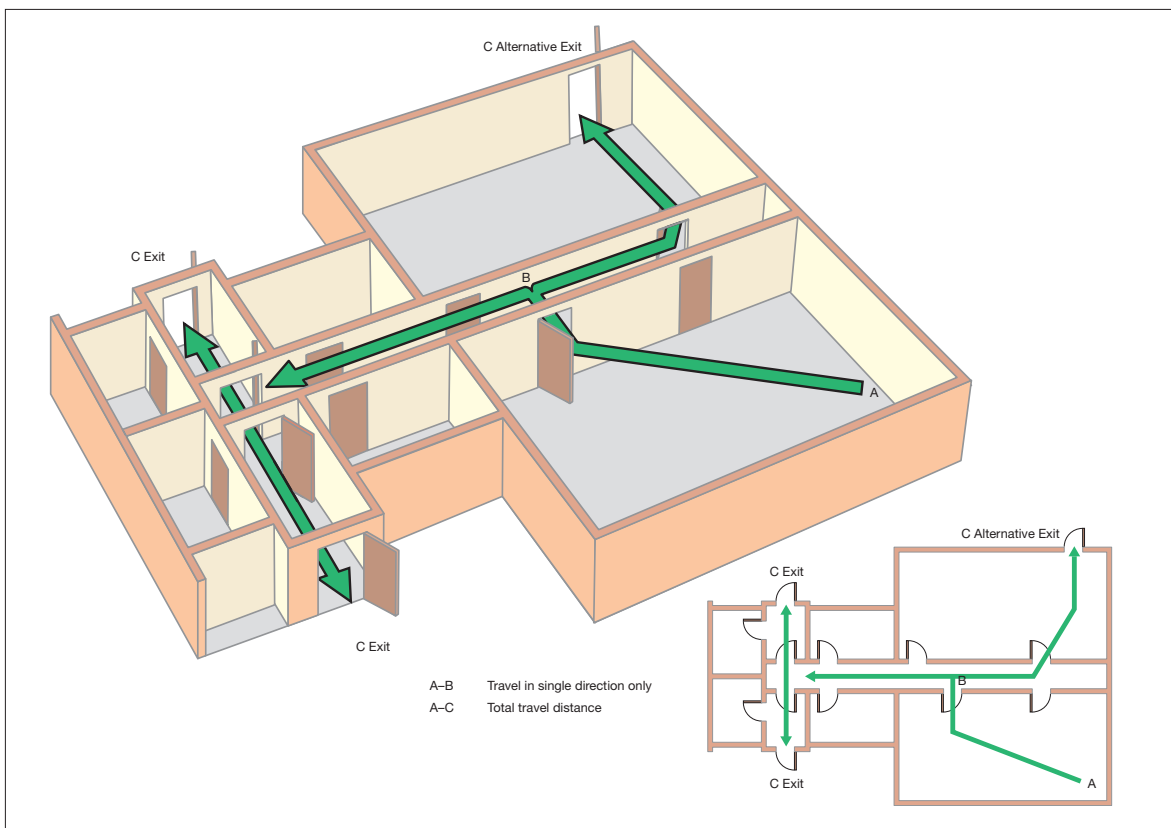 C Alternative Exit
C Exit
B
A
C Exit
A–B Travel in single direction only
A–C Total travel distance
C Alternative Exit
C Exit
B
A
C Exit